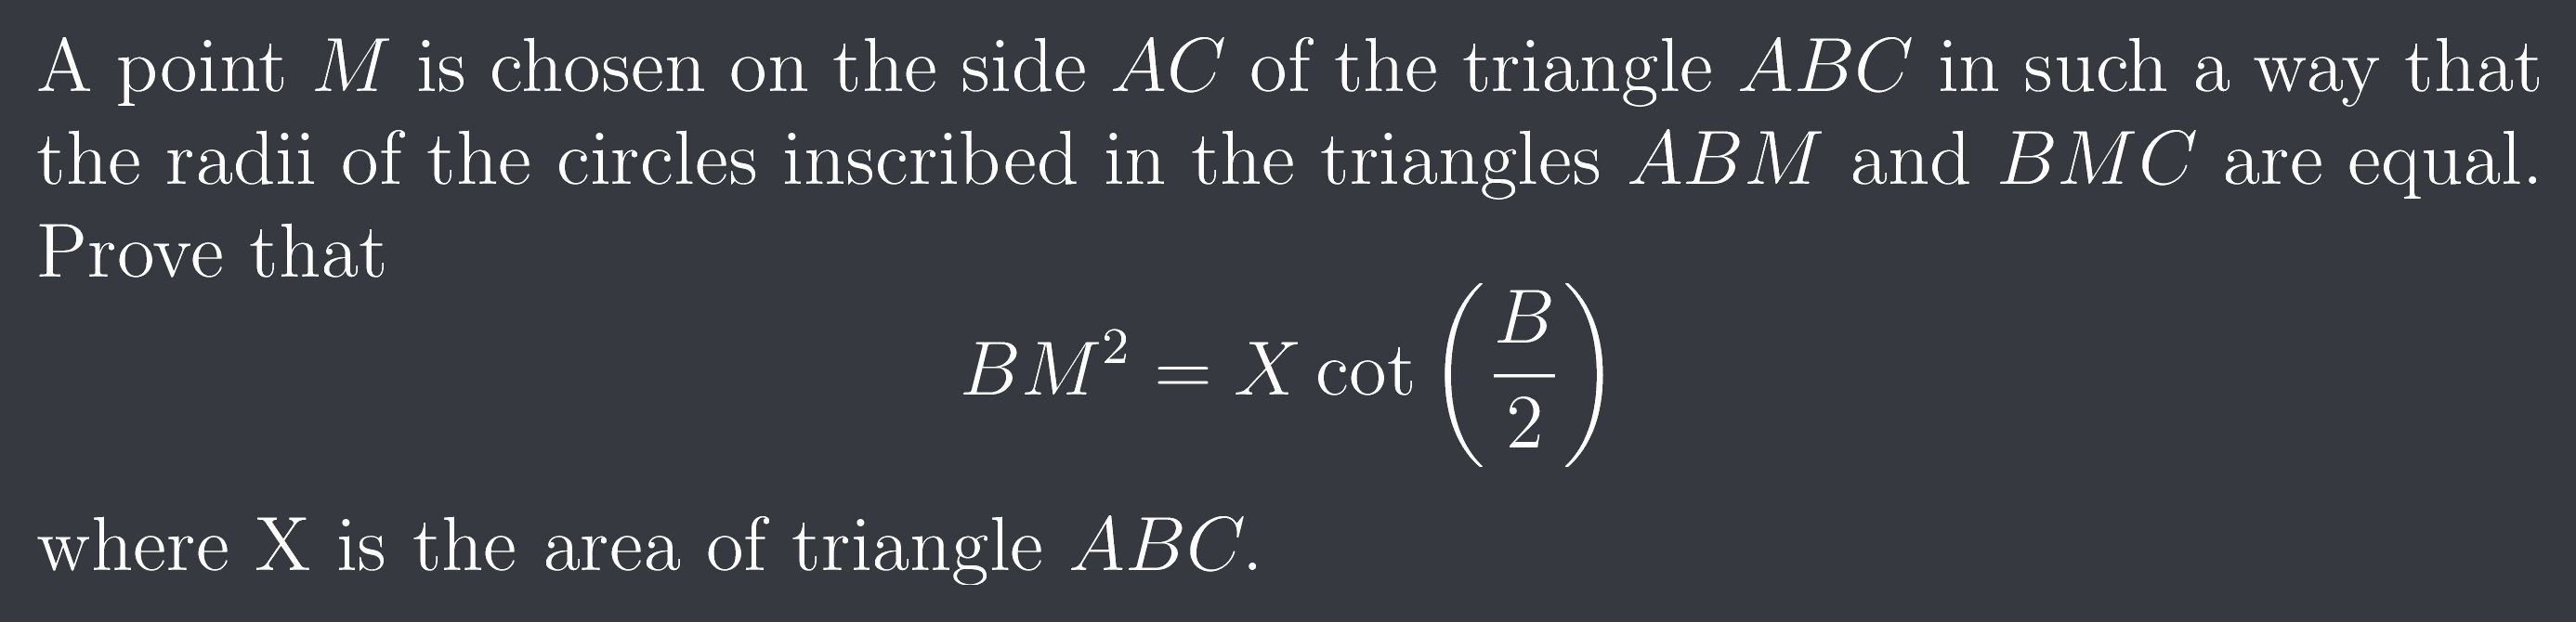 A point M is chosen on the side AC of the triangle ABC in such a way that
the radii of the circles inscribed in the triangles ABM and BMC are equal.
Prove that
BM² = X cot(B/2)
where X is the area of triangle ABC.